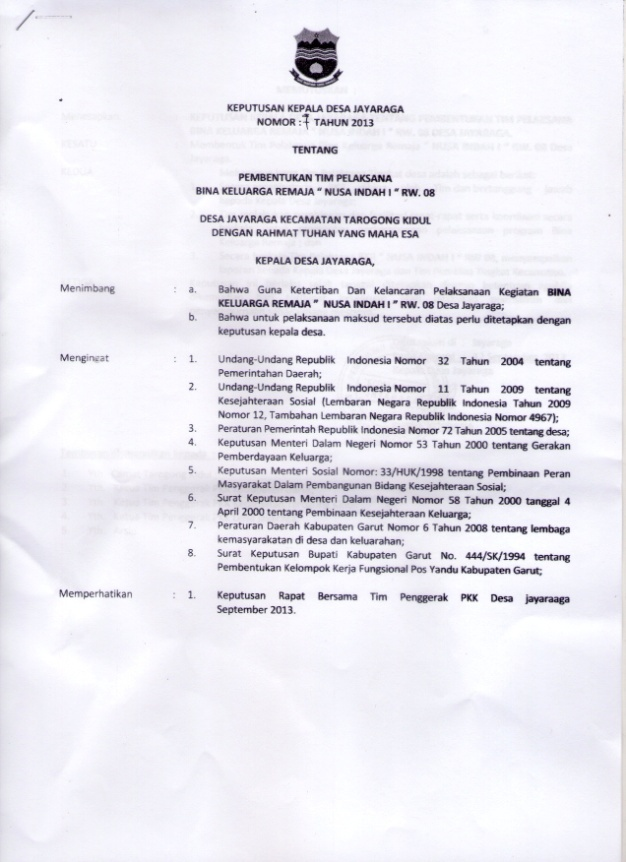 KEPUTUSAN KEPALA DESA JAYARAGA
NOMOR : 7 TAHUN 2013
TENTANG
PEMBENTUKAN TIM PELAKSANA
BINA KELUARGA REMAJA " NUSA INDAH I " RW. 08
DESA JAYARAGA KECAMATAN TAROGONG KIDUL
DENGAN RAHMAT TUHAN YANG MAHA ESA
KEPALA DESA JAYARAGA,
Menimbang : a. Bahwa Guna Ketertiban Dan Kelancaran Pelaksanaan Kegiatan BINA
KELUARGA REMAJA " NUSA INDAH I " RW. 08 Desa Jayaraga;
b. Bahwa untuk pelaksanaan maksud tersebut diatas perlu ditetapkan dengan
keputusan kepala desa.
Mengingat : 1. Undang-Undang Republik Indonesia Nomor 32 Tahun 2004 tentang
Pemerintahan Daerah;
2. Undang-Undang Republik Indonesia Nomor 11 Tahun 2009 tentang
Kesejahteraan Sosial (Lembaran Negara Republik Indonesia Tahun 2009
Nomor 12, Tambahan Lembaran Negara Republik Indonesia Nomor 4967);
3. Peraturan Pemerintah Republik Indonesia Nomor 72 Tahun 2005 tentang desa;
4. Keputusan Menteri Dalam Negeri Nomor 53 Tahun 2000 tentang Gerakan
Pemberdayaan Keluarga;
5. Keputusan Menteri Sosial Nomor: 33/HUK/1998 tentang Pembinaan Peran
Masyarakat Dalam Pembangunan Bidang Kesejahteraan Sosial;
6. Surat Keputusan Menteri Dalam Negeri Nomor 58 Tahun 2000 tanggal 4
April 2000 tentang Pembinaan Kesejahteraan Keluarga;
7. Peraturan Daerah Kabupaten Garut Nomor 6 Tahun 2008 tentang lembaga
kemasyarakatan di desa dan keluarahan;
8. Surat Keputusan Bupati Kabupaten Garut No. 444/SK/1994 tentang
Pembentukan Kelompok Kerja Fungsional Pos Yandu Kabupaten Garut;
Memperhatikan : 1. Keputusan Rapat Bersama Tim Penggerak PKK Desa jayaraaga
September 2013.